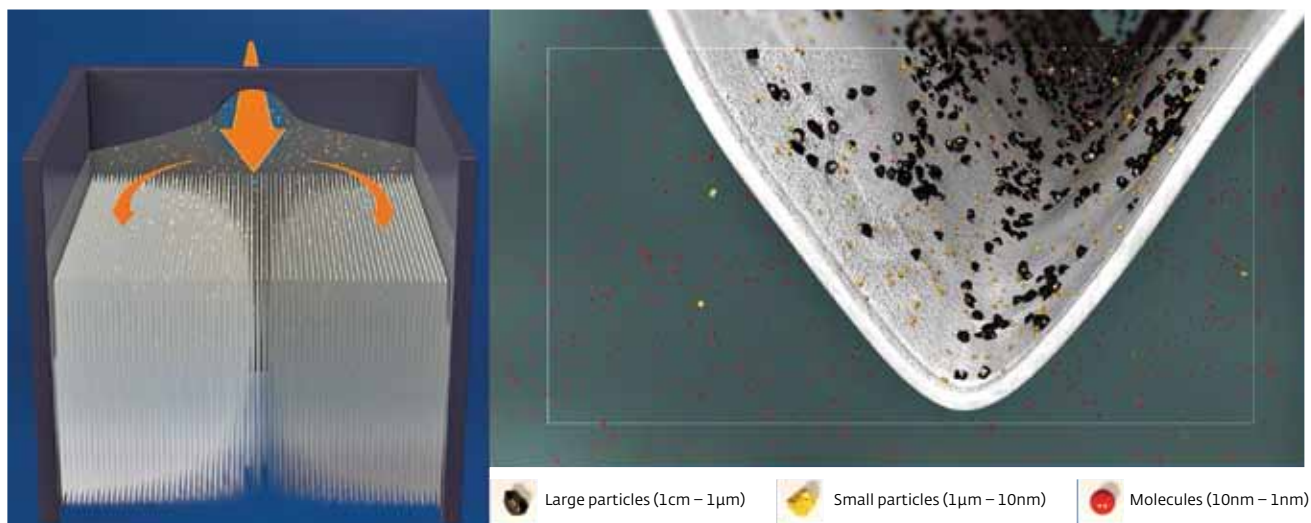 Large particles (1cm – 1µm)
Small particles (1µm – 10nm)
Molecules (10nm – 1nm)